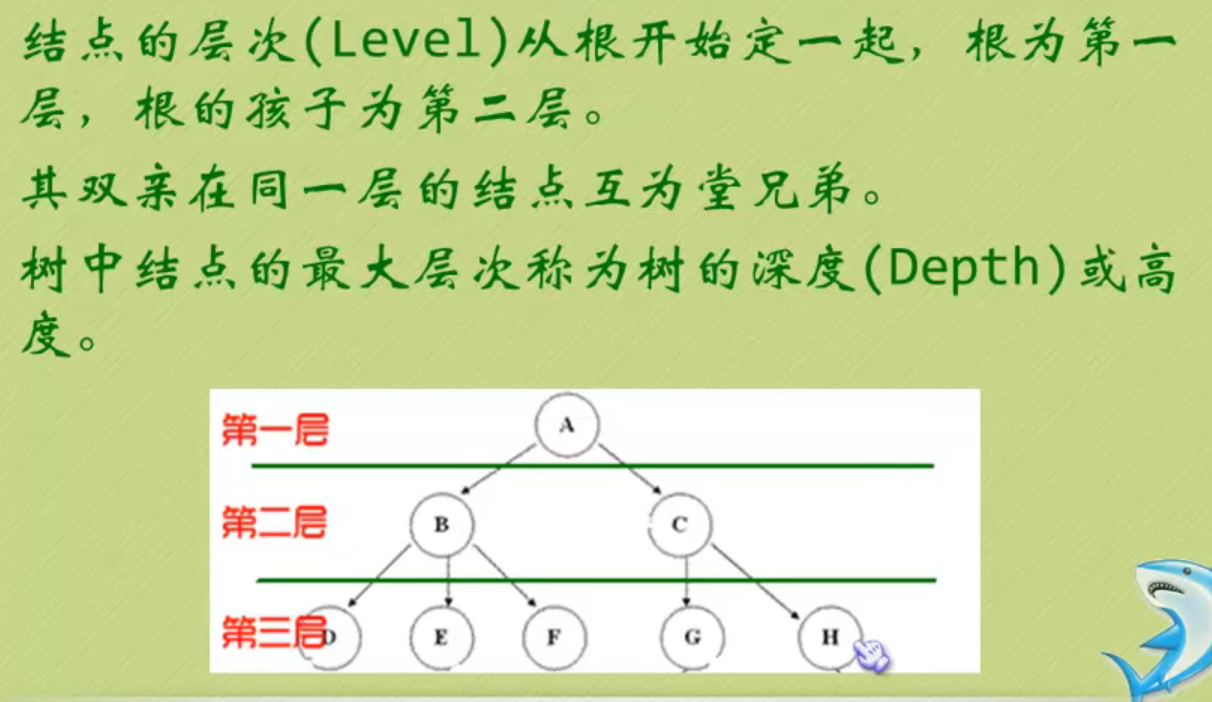 结点的层次(Level)从根开始定一起，根为第一
层，根的孩子为第二层。
其双亲在同一层的结点互为堂兄弟。
树中结点的最大层次称为树的深度(Depth)或高
度。
第一层
A
第二层
B
C
第三层
D
E
F
G
H